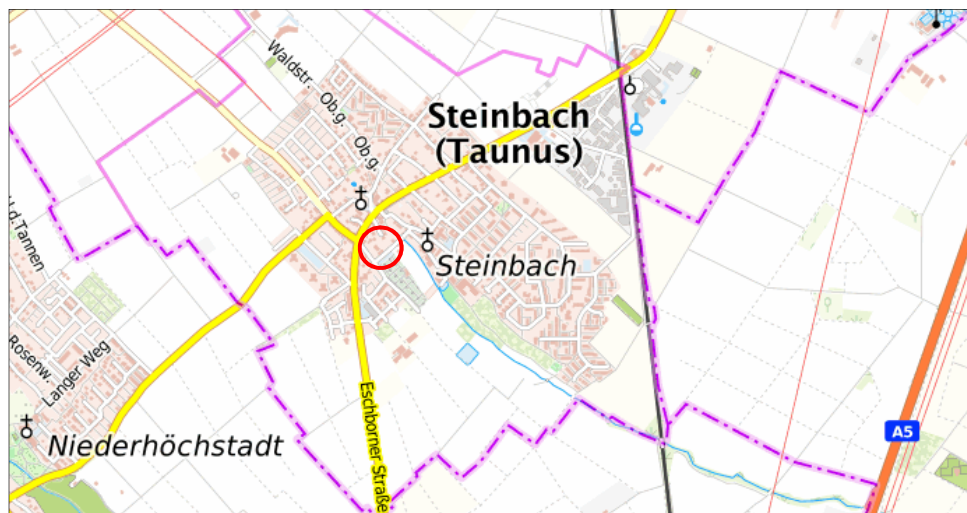 Waldstr.
Ob.g.
Ob.g.
Steinbach
(Taunus)
Steinbach
Langer Weg
Rosenw.
Niederhöchstadt
Eschborner Straße
A5